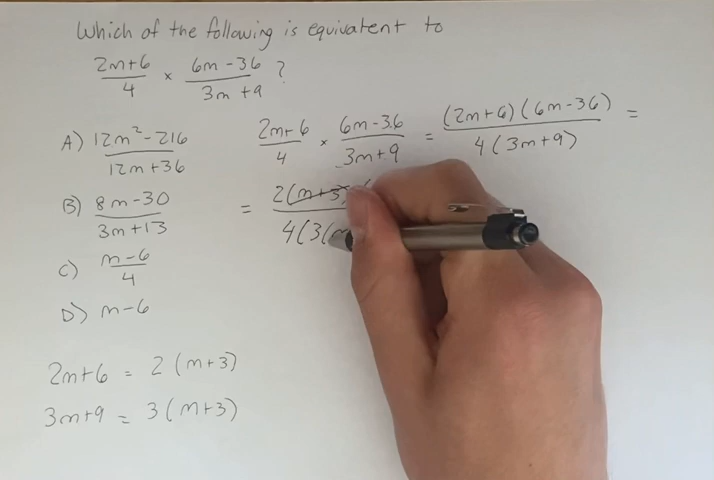 Which of the following is equivalent to
2m+6/4 × 6m-36/3m+9 ?
A) 12m²-216/12m+36
B) 8m-30/3m+13
C) m-6/4
D) m-6
2m+6/4 × 6m-36/3m+9 = (2m+6)(6m-36)/4(3m+9) =
= 2(m+3)/4(3(m
2m+6 = 2(m+3)
3m+9 = 3(m+3)